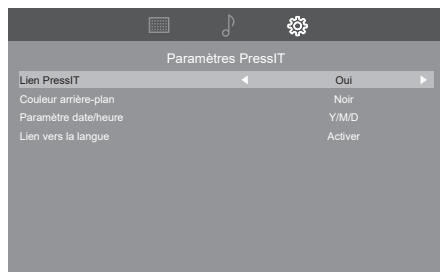 Paramètres PressIT
Lien PressIT Oui
Couleur arrière-plan Noir
Paramètre date/heure Y/M/D
Lien vers la langue Activer